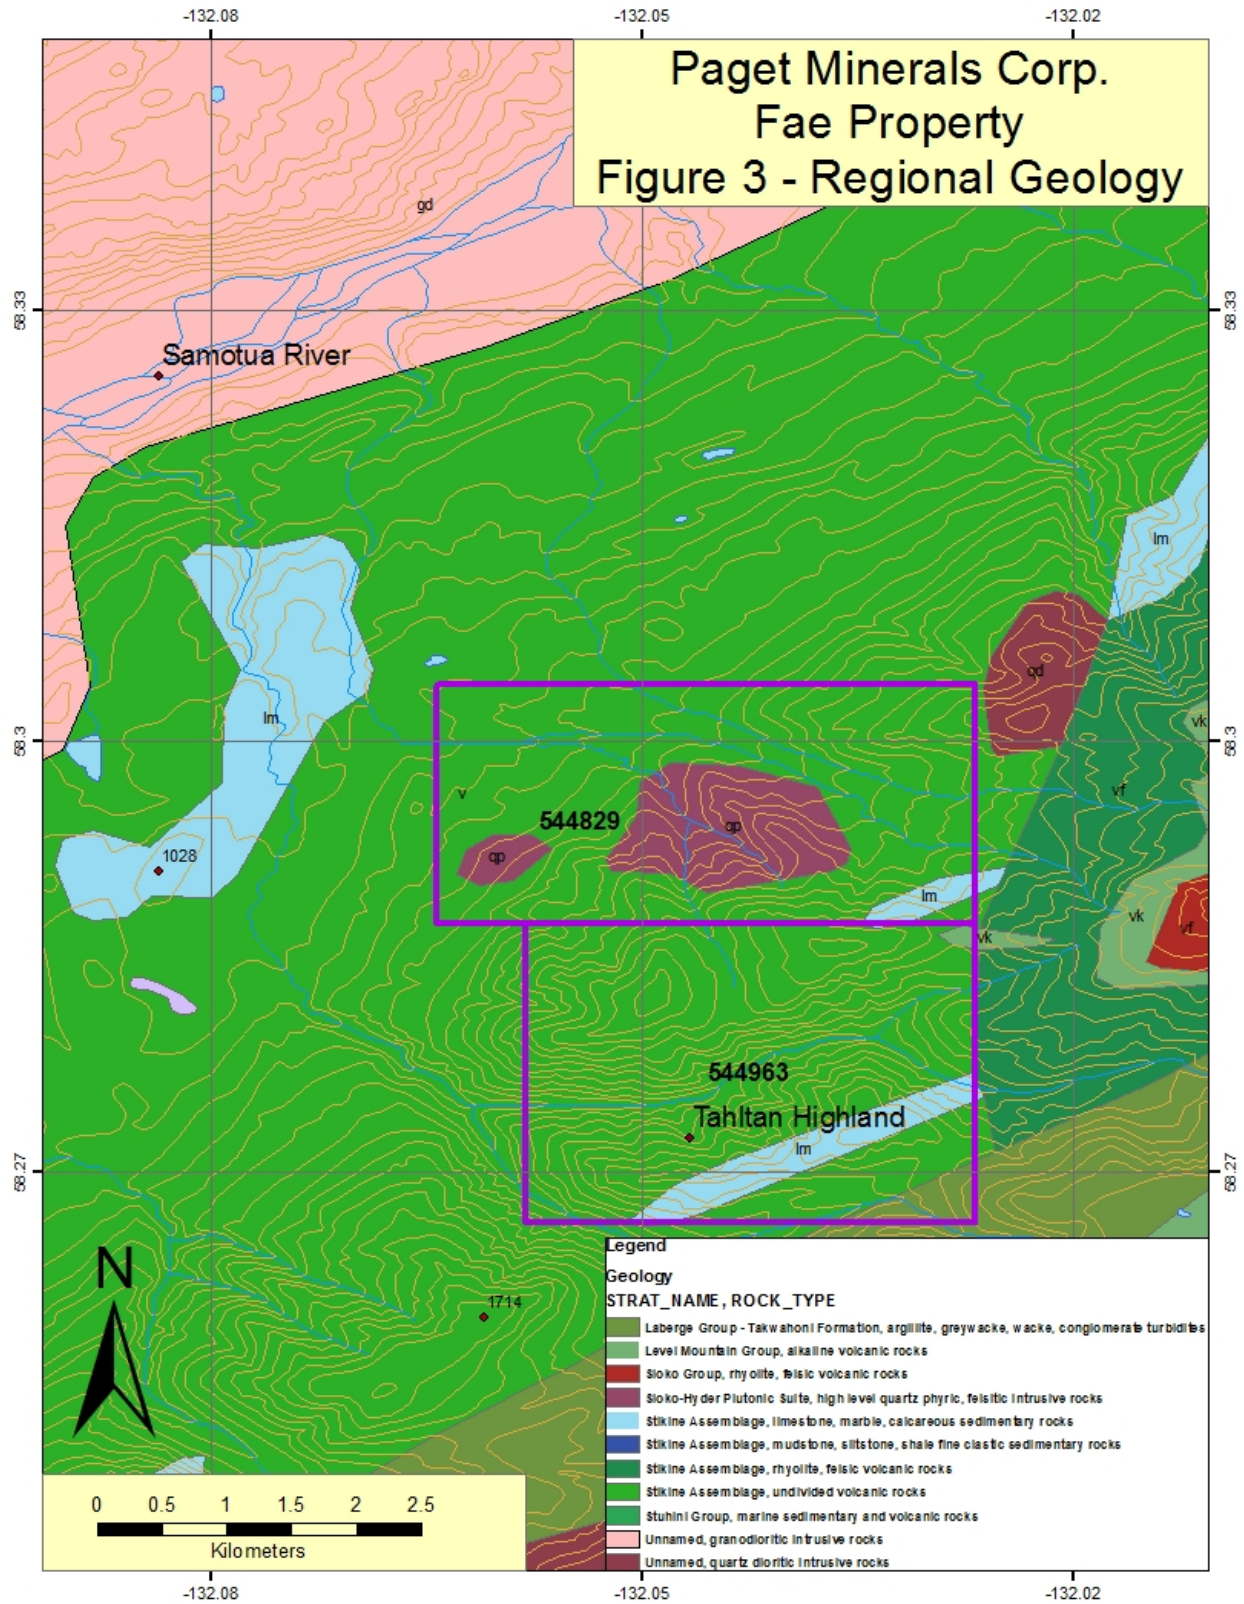 -132.08 -132.05 -132.02
Paget Minerals Corp.
Fae Property
Figure 3 - Regional Geology
gd
58.33 58.33
Samotua River
lm
qd
lm
vk
58.3 58.3
v
vf
544829
qp
qp
1028
lm
vk
vf
vk
544963
Tahltan Highland
lm
58.27 58.27
N
1714
Legend
Geology
STRAT_NAME, ROCK_TYPE
Laberge Group - Takwahoni Formation, argillite, greywacke, wacke, conglomerate turbidites
Level Mountain Group, alkaline volcanic rocks
Sloko Group, rhyolite, felsic volcanic rocks
Sloko-Hyder Plutonic Suite, high level quartz phyric, felsitic intrusive rocks
Stikine Assemblage, limestone, marble, calcareous sedimentary rocks
Stikine Assemblage, mudstone, siltstone, shale fine clastic sedimentary rocks
Stikine Assemblage, rhyolite, felsic volcanic rocks
Stikine Assemblage, undivided volcanic rocks
Stuhini Group, marine sedimentary and volcanic rocks
Unnamed, granodioritic intrusive rocks
Unnamed, quartz dioritic intrusive rocks
0 0.5 1 1.5 2 2.5
Kilometers
-132.08 -132.05 -132.02